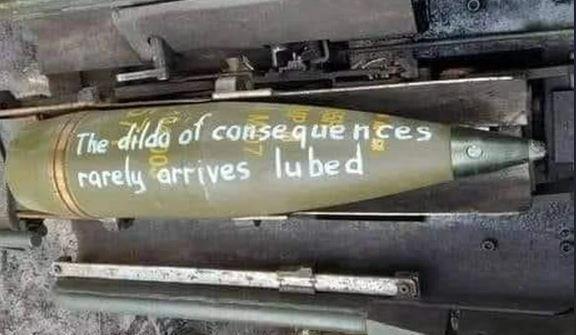 The dildo of consequences
rarely arrives lubed